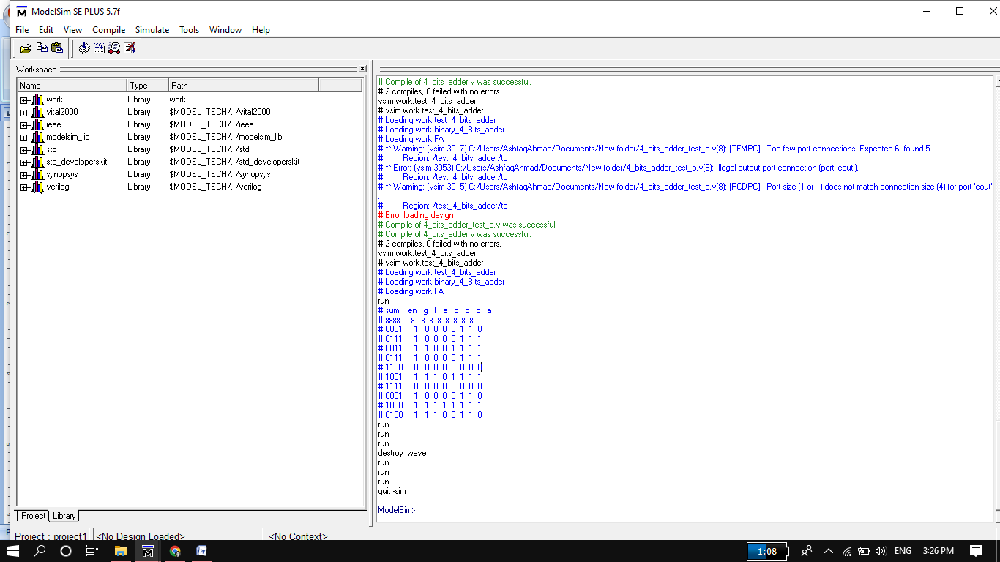 ModelSim SE PLUS 5.7f
File Edit View Compile Simulate Tools Window Help
Workspace
Name Type Path
work Library work
vital2000 Library $MODEL_TECH/../vital2000
ieee Library $MODEL_TECH/../ieee
modelsim_lib Library $MODEL_TECH/../modelsim_lib
std Library $MODEL_TECH/../std
std_developerskit Library $MODEL_TECH/../std_developerskit
synopsys Library $MODEL_TECH/../synopsys
verilog Library $MODEL_TECH/../verilog
Project Library
# Compile of 4_bits_adder.v was successful.
# 2 compiles, 0 failed with no errors.
vsim work.test_4_bits_adder
# vsim work.test_4_bits_adder
# Loading work.test_4_bits_adder
# Loading work.binary_4_Bits_adder
# Loading work.FA
# ** Warning: (vsim-3017) C:/Users/AshfaqAhmad/Documents/New folder/4_bits_adder_test_b.v(8): [TFMPC] - Too few port connections. Expected 6, found 5.
# Region: /test_4_bits_adder/td
# ** Error: (vsim-3053) C:/Users/AshfaqAhmad/Documents/New folder/4_bits_adder_test_b.v(8): Illegal output port connection (port 'cout').
# Region: /test_4_bits_adder/td
# ** Warning: (vsim-3015) C:/Users/AshfaqAhmad/Documents/New folder/4_bits_adder_test_b.v(8): [PCDPC] - Port size (1 or 1) does not match connection size (4) for port 'cout'
.
# Region: /test_4_bits_adder/td
# Error loading design
# Compile of 4_bits_adder_test_b.v was successful.
# Compile of 4_bits_adder.v was successful.
# 2 compiles, 0 failed with no errors.
vsim work.test_4_bits_adder
# vsim work.test_4_bits_adder
# Loading work.test_4_bits_adder
# Loading work.binary_4_Bits_adder
# Loading work.FA
run
# sum en g f e d c b a
# xxxx x x x x x x x x
# 0001 1 0 0 0 0 1 1 0
# 0111 1 0 0 0 0 1 1 1
# 0011 1 1 0 0 1 1 1 1
# 0111 1 0 0 0 0 1 1 1
# 1100 0 0 0 0 0 0 0 0
# 1001 1 1 1 0 1 1 1 1
# 1111 0 0 0 0 0 0 0 0
# 0001 1 0 0 0 0 1 1 0
# 1000 1 1 1 1 1 1 1 1
# 0100 1 1 1 0 0 1 1 0
run
run
run
destroy .wave
run
run
run
quit -sim
ModelSim>
Project : project1 <No Design Loaded> <No Context>
1:08 ENG 3:26 PM